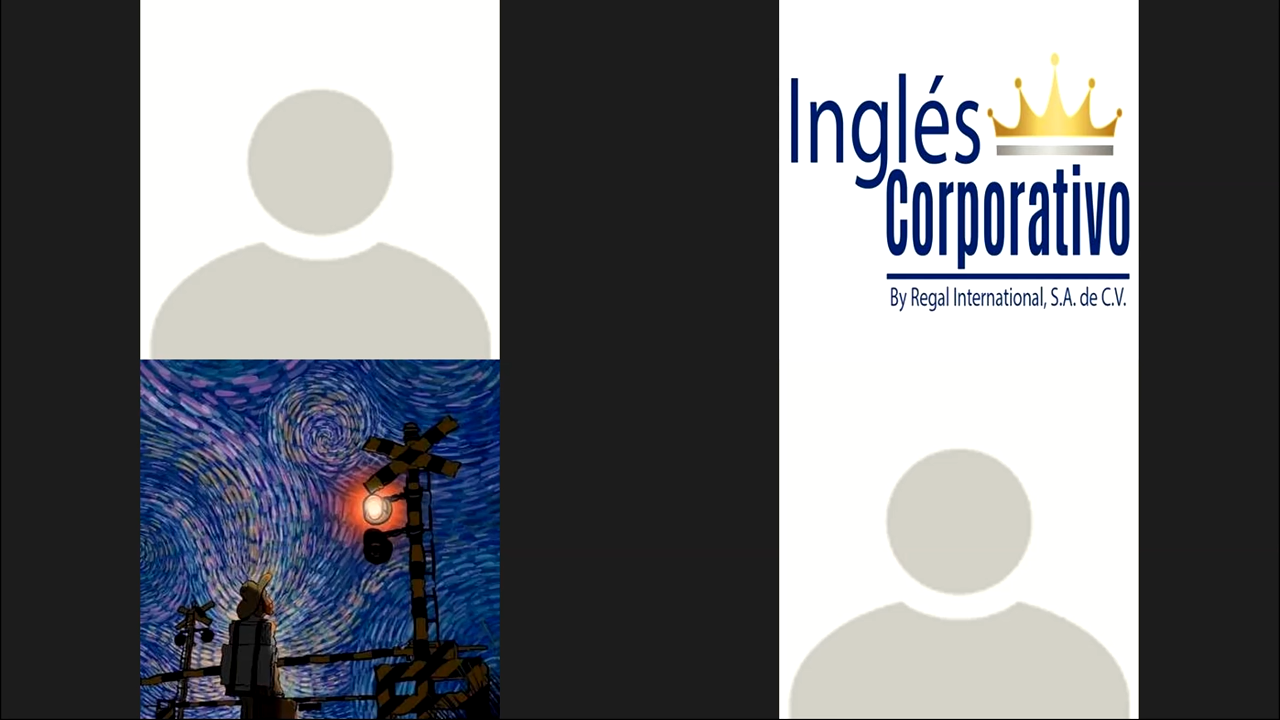 Inglés
Corporativo
By Regal International, S.A. de C.V.